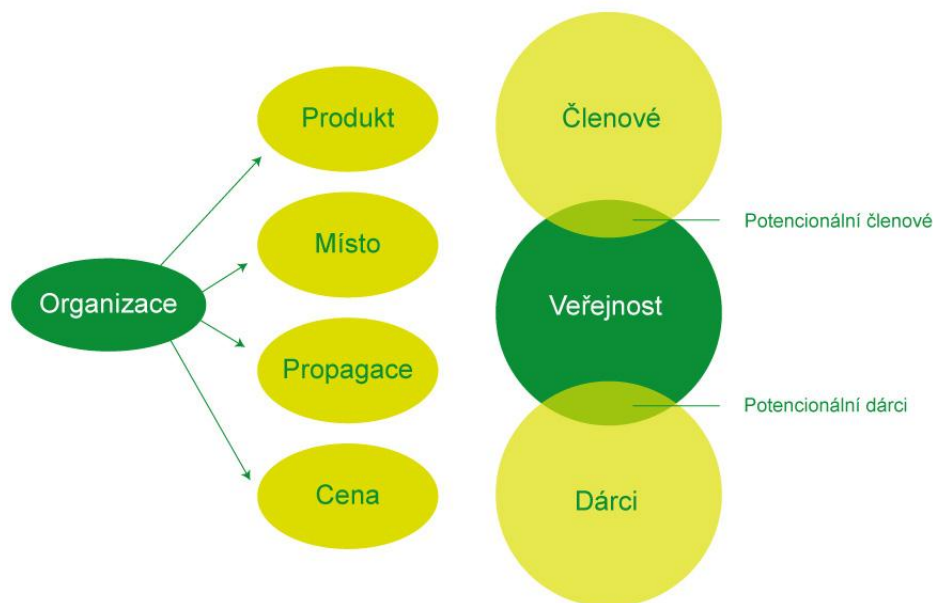 Produkt
Místo
Organizace
Propagace
Cena
Členové
Potencionální členové
Veřejnost
Potencionální dárci
Dárci